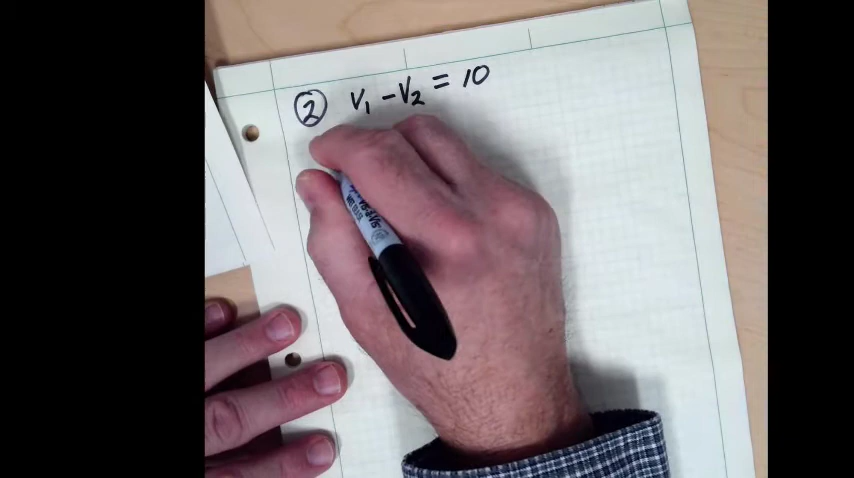 ② V₁ - V₂ = 10